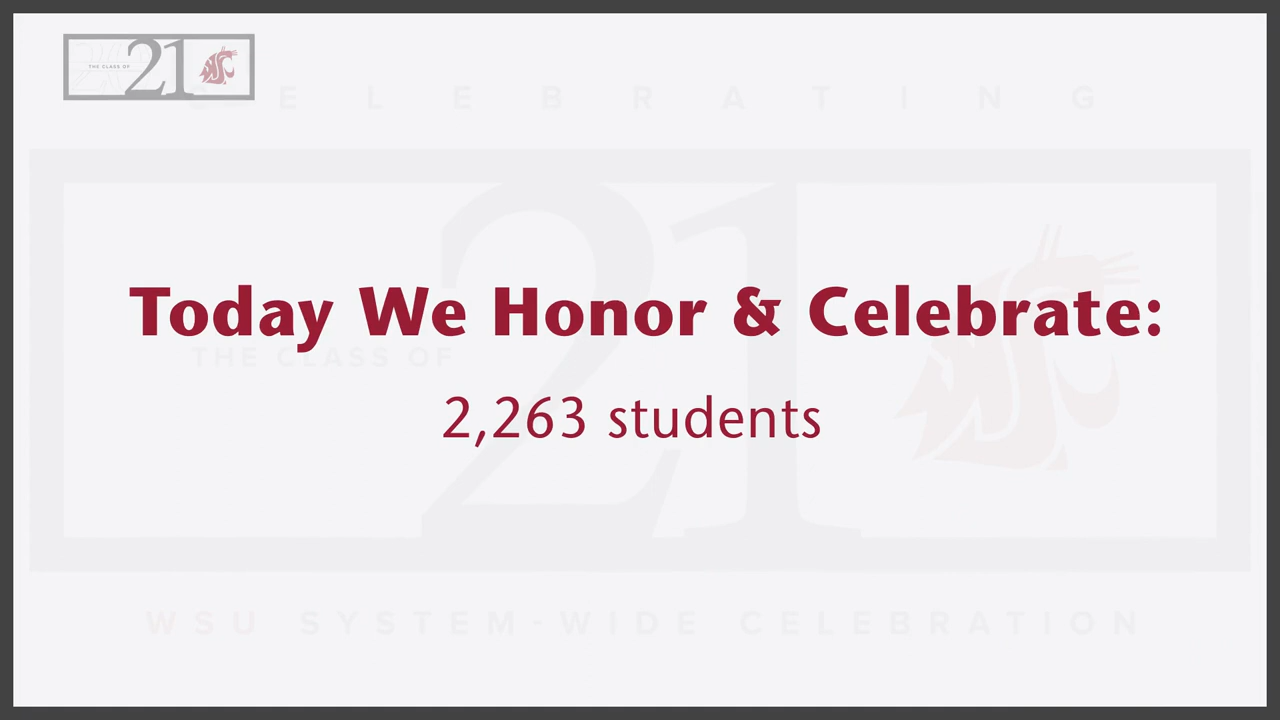 THE CLASS OF 21
CELEBRATING
Today We Honor & Celebrate:
THE CLASS OF
21
2,263 students
WSU SYSTEM-WIDE CELEBRATION